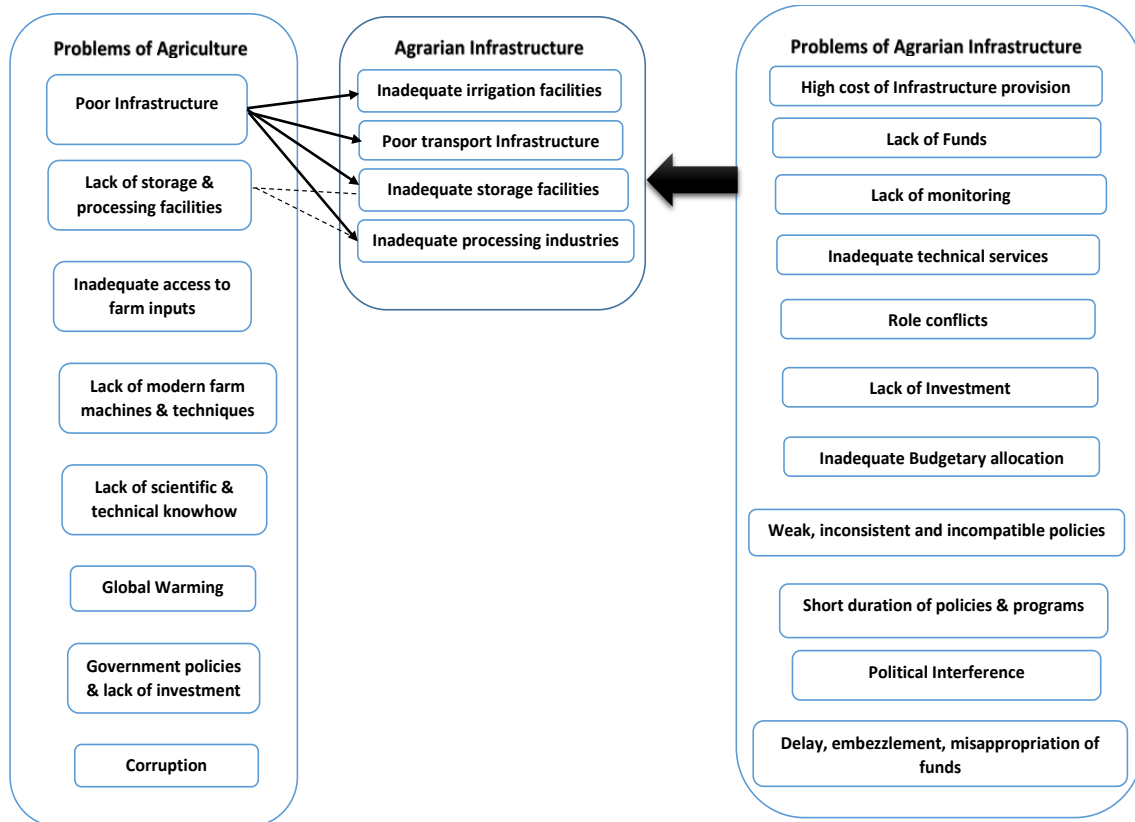 Problems of Agriculture
Poor Infrastructure
Lack of storage &
processing facilities
Inadequate access to
farm inputs
Lack of modern farm
machines & techniques
Lack of scientific &
technical knowhow
Global Warming
Government policies
& lack of investment
Corruption
Agrarian Infrastructure
Inadequate irrigation facilities
Poor transport Infrastructure
Inadequate storage facilities
Inadequate processing industries
Problems of Agrarian Infrastructure
High cost of Infrastructure provision
Lack of Funds
Lack of monitoring
Inadequate technical services
Role conflicts
Lack of Investment
Inadequate Budgetary allocation
Weak, inconsistent and incompatible policies
Short duration of policies & programs
Political Interference
Delay, embezzlement, misappropriation of
funds